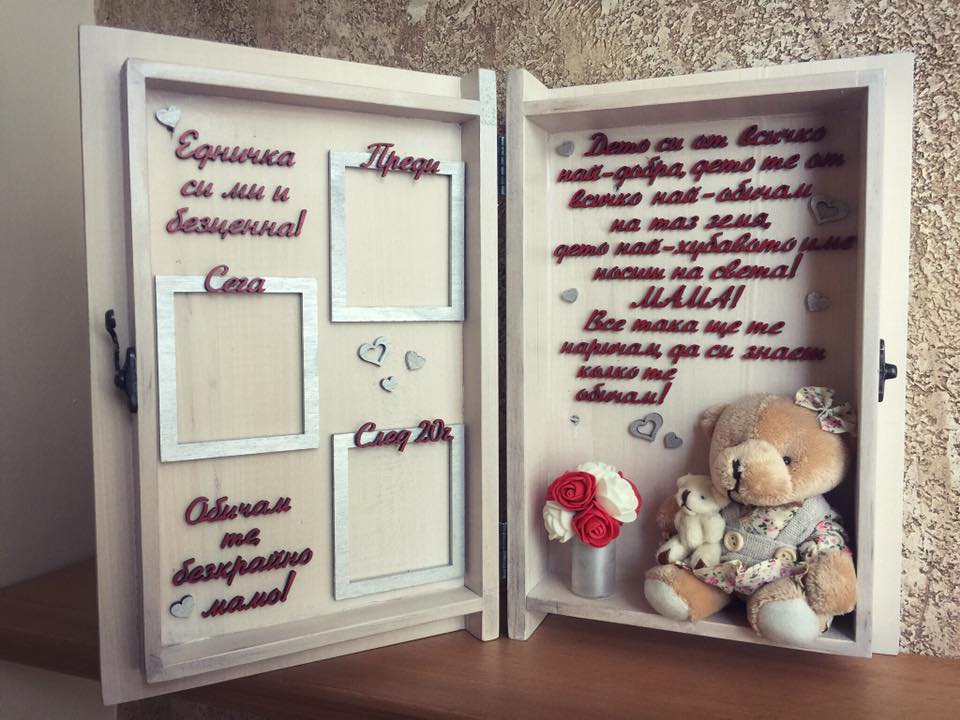 Едничка
си ми и
безценна!
Преди
Сега
След 20г.
Обичам
те,
безкрайно
мамо!
Дето си от всичко
най-добра, дето те от
всичко най-обичам
на таз земя,
дето най-хубавото име
носиш на света!
МАМА!
Все така ще те
наричам, да си знаеш
колко те
обичам!